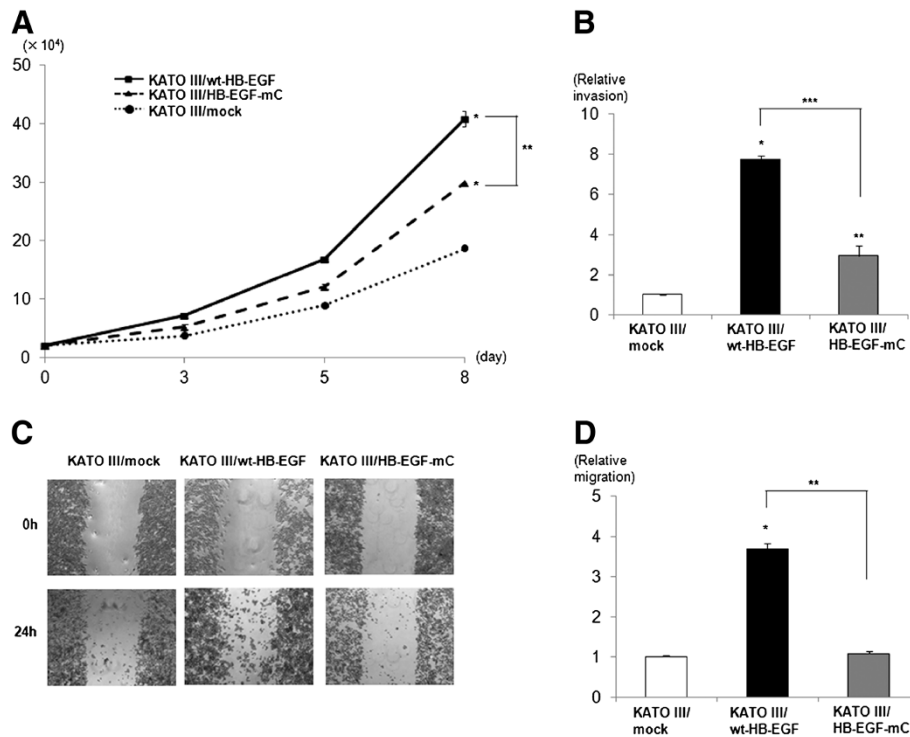 A
(× 10⁴)
50
40
30
20
10
0
0 3 5 8
(day)
KATO III/wt-HB-EGF
KATO III/HB-EGF-mC
KATO III/mock
*
**
*
B
(Relative
invasion)
10
8
6
4
2
0
***
*
**
KATO III/
mock
KATO III/
wt-HB-EGF
KATO III/
HB-EGF-mC
C
KATO III/mock KATO III/wt-HB-EGF KATO III/HB-EGF-mC
0h
24h
D
(Relative
migration)
5
4
3
2
1
0
**
*
KATO III/
mock
KATO III/
wt-HB-EGF
KATO III/
HB-EGF-mC